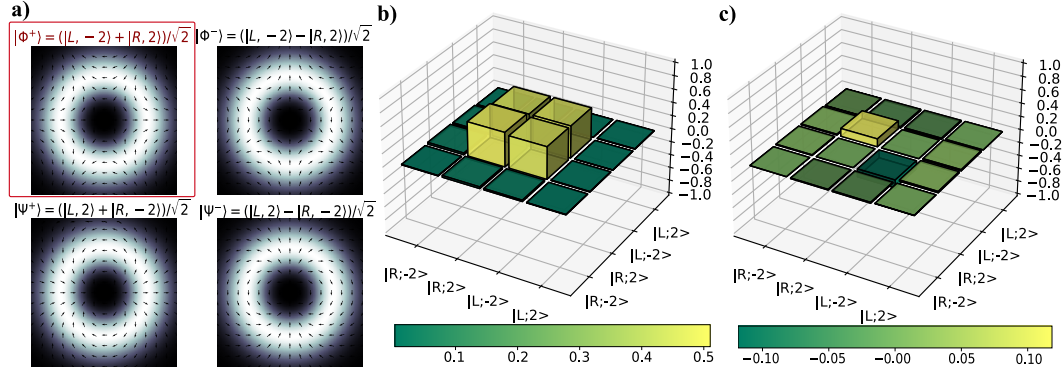 a)
|Φ⁺⟩=(|L,−2⟩+|R,2⟩)/√2
|Φ⁻⟩=(|L,−2⟩−|R,2⟩)/√2
|Ψ⁺⟩=(|L,2⟩+|R,−2⟩)/√2
|Ψ⁻⟩=(|L,2⟩−|R,−2⟩)/√2
b)
1.0
0.8
0.6
0.4
0.2
0.0
−0.2
−0.4
−0.6
−0.8
−1.0
|R;-2>
|R;2>
|L;-2>
|L;2>
|L;2>
|L;-2>
|R;2>
|R;-2>
0.1 0.2 0.3 0.4 0.5
c)
1.0
0.8
0.6
0.4
0.2
0.0
−0.2
−0.4
−0.6
−0.8
−1.0
|R;-2>
|R;2>
|L;-2>
|L;2>
|L;2>
|L;-2>
|R;2>
|R;-2>
−0.10 −0.05 −0.00 0.05 0.10